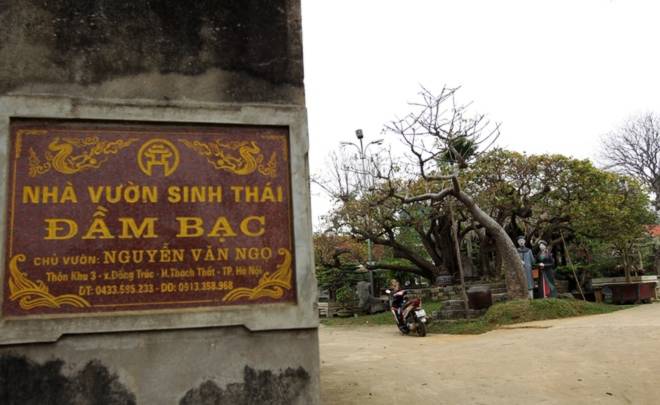 NHÀ VƯỜN SINH THÁI
ĐẦM BẠC
CHỦ VƯỜN: NGUYỄN VĂN NGỌ
Thôn Khu 3 - x.Đồng Trúc - H.Thạch Thất - TP. Hà Nội
ĐT: 0433.595.233 - DĐ: 0913.358.968